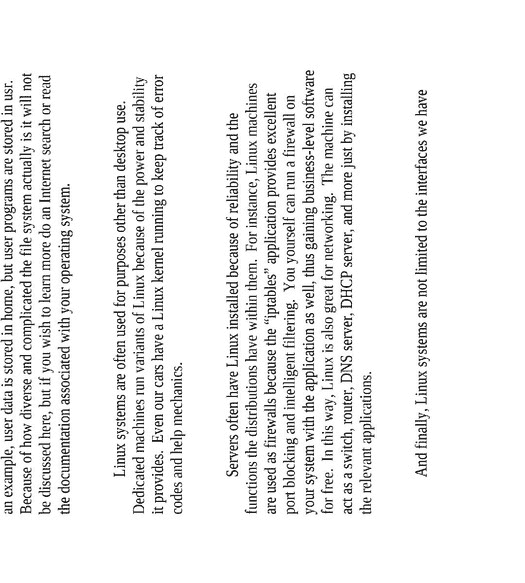 an example, user data is stored in home, but user programs are stored in usr.
Because of how diverse and complicated the file system actually is it will not
be discussed here, but if you wish to learn more do an Internet search or read
the documentation associated with your operating system.
Linux systems are often used for purposes other than desktop use.
Dedicated machines run variants of Linux because of the power and stability
it provides.  Even our cars have a Linux kernel running to keep track of error
codes and help mechanics.
Servers often have Linux installed because of reliability and the
functions the distributions have within them.  For instance, Linux machines
are used as firewalls because the “iptables” application provides excellent
port blocking and intelligent filtering.  You yourself can run a firewall on
your system with the application as well, thus gaining business-level software
for free.  In this way, Linux is also great for networking.  The machine can
act as a switch, router, DNS server, DHCP server, and more just by installing
the relevant applications.
And finally, Linux systems are not limited to the interfaces we have